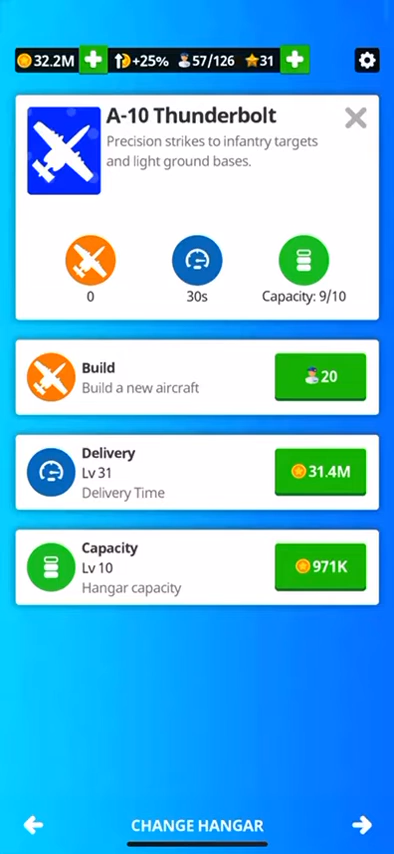 32.2M +25% 57/126 31
A-10 Thunderbolt
Precision strikes to infantry targets
and light ground bases.
0 30s Capacity: 9/10
Build
Build a new aircraft
20
Delivery
Lv 31
Delivery Time
31.4M
Capacity
Lv 10
Hangar capacity
971K
CHANGE HANGAR